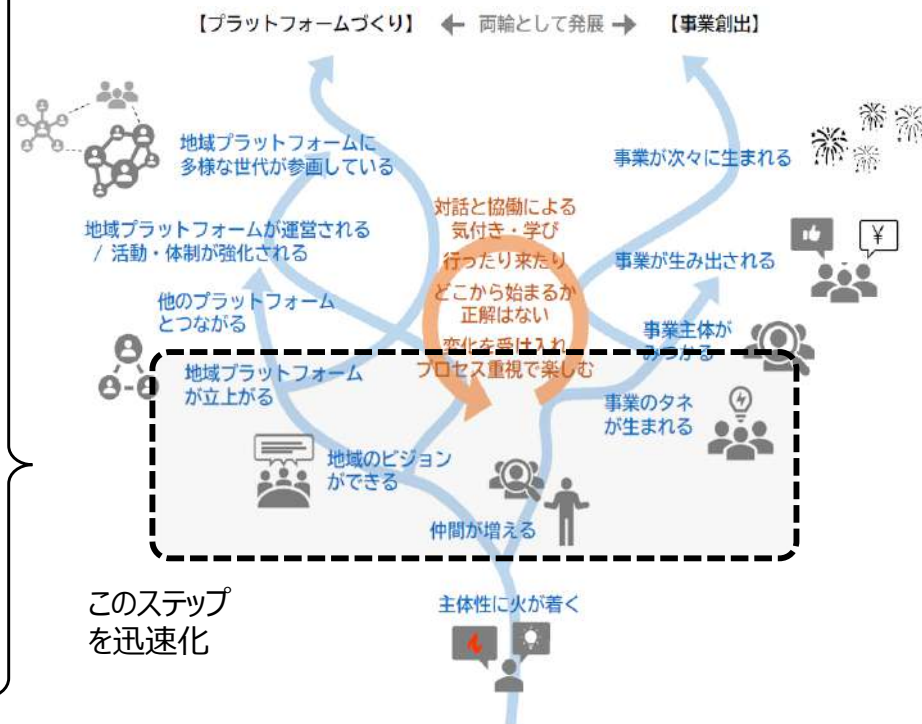 【プラットフォームづくり】 ← 両輪として発展 → 【事業創出】
地域プラットフォームに
多様な世代が参画している
事業が次々に生まれる
対話と協働による
気付き・学び
行ったり来たり
どこから始まるか
正解はない
変化を受け入れ
プロセス重視で楽しむ
地域プラットフォームが運営される
/ 活動・体制が強化される
事業が生み出される
¥
他のプラットフォーム
とつながる
事業主体が
みつかる
地域プラットフォーム
が立上がる
事業のタネ
が生まれる
地域のビジョン
ができる
仲間が増える
このステップ
を迅速化
主体性に火が着く